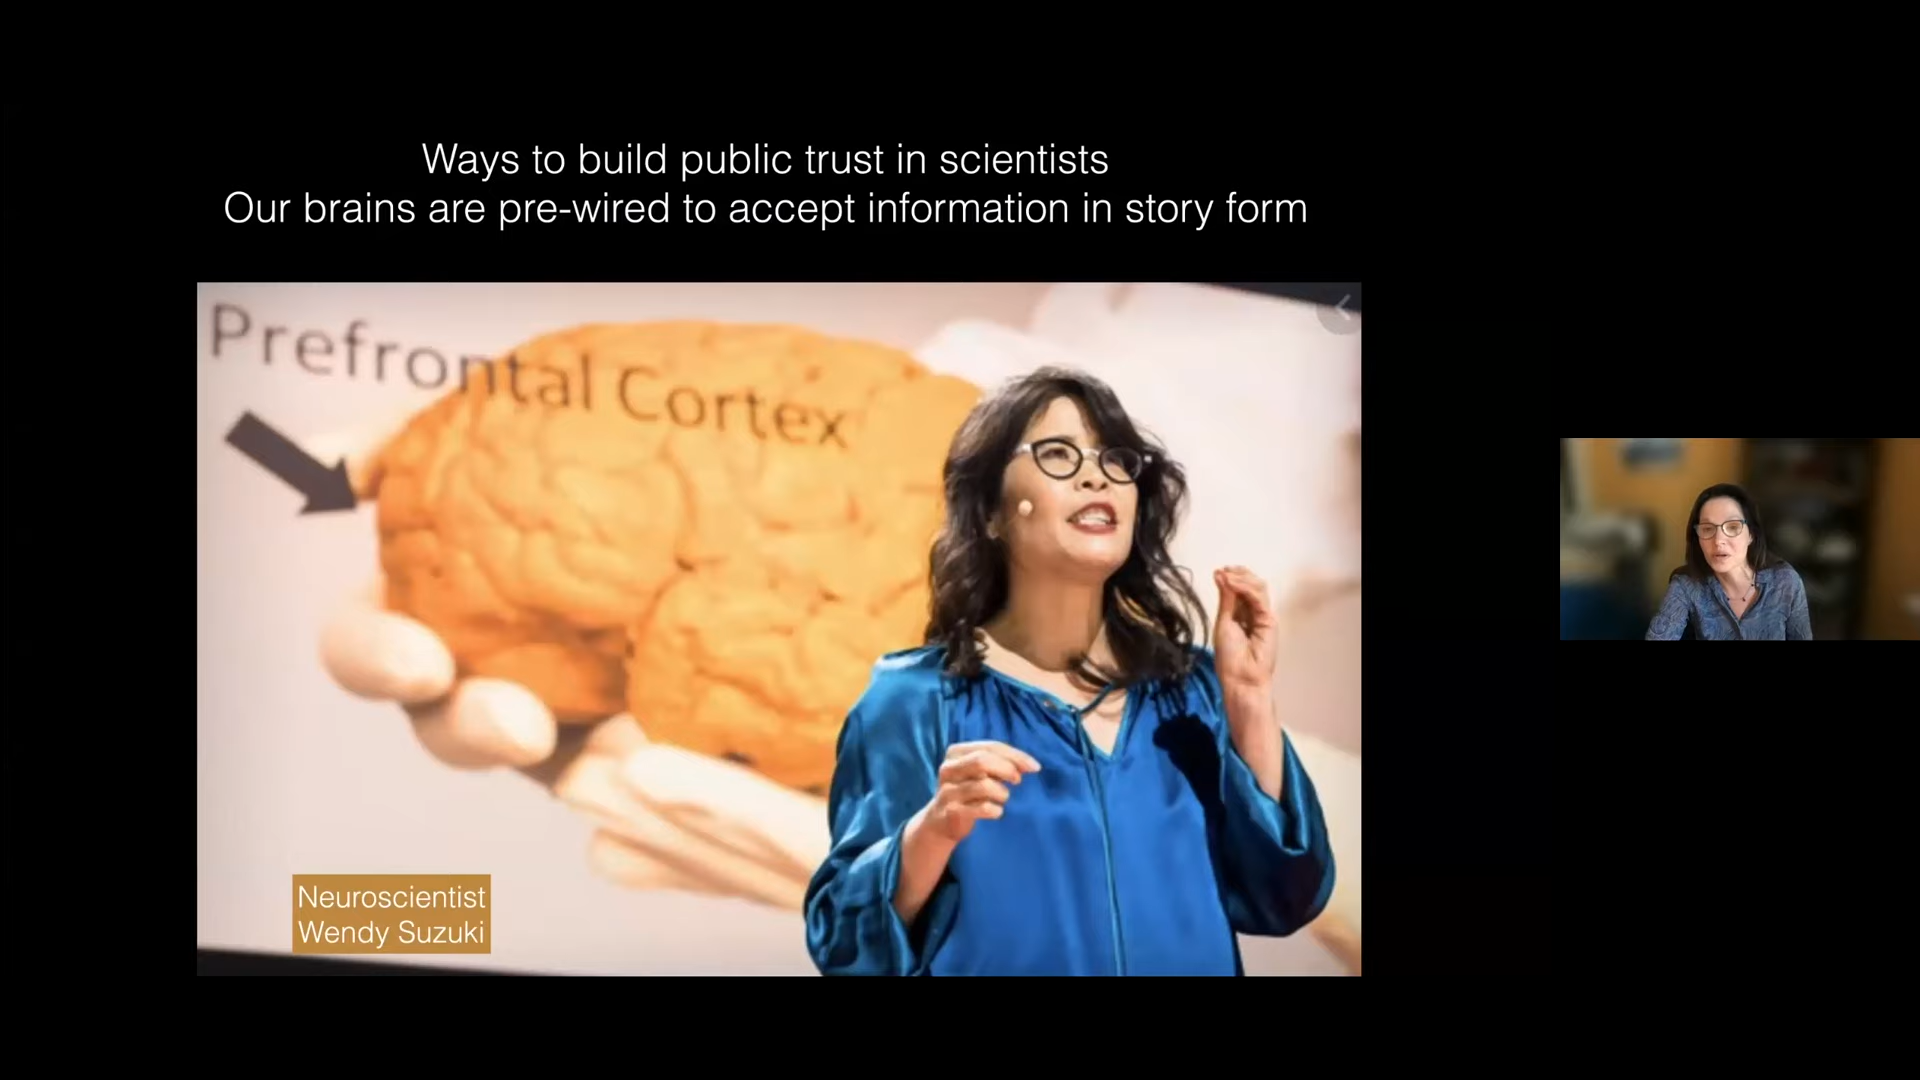 Ways to build public trust in scientists
Our brains are pre-wired to accept information in story form
Prefrontal Cortex
Neuroscientist
Wendy Suzuki